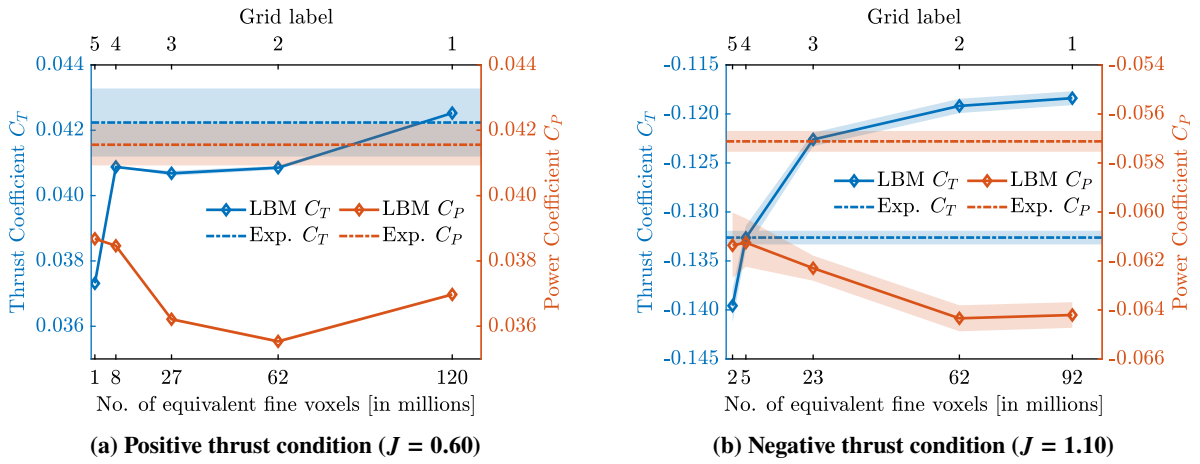 Grid label
5 4 3 2 1
0.044
0.042
0.040
0.038
0.036
Thrust Coefficient C_T
0.044
0.042
0.040
0.038
0.036
Power Coefficient C_P
LBM C_T LBM C_P
Exp. C_T Exp. C_P
1 8 27 62 120
No. of equivalent fine voxels [in millions]
(a) Positive thrust condition (J = 0.60)
Grid label
5 4 3 2 1
-0.115
-0.120
-0.125
-0.130
-0.135
-0.140
-0.145
Thrust Coefficient C_T
-0.054
-0.056
-0.058
-0.060
-0.062
-0.064
-0.066
Power Coefficient C_P
LBM C_T LBM C_P
Exp. C_T Exp. C_P
2 5 23 62 92
No. of equivalent fine voxels [in millions]
(b) Negative thrust condition (J = 1.10)